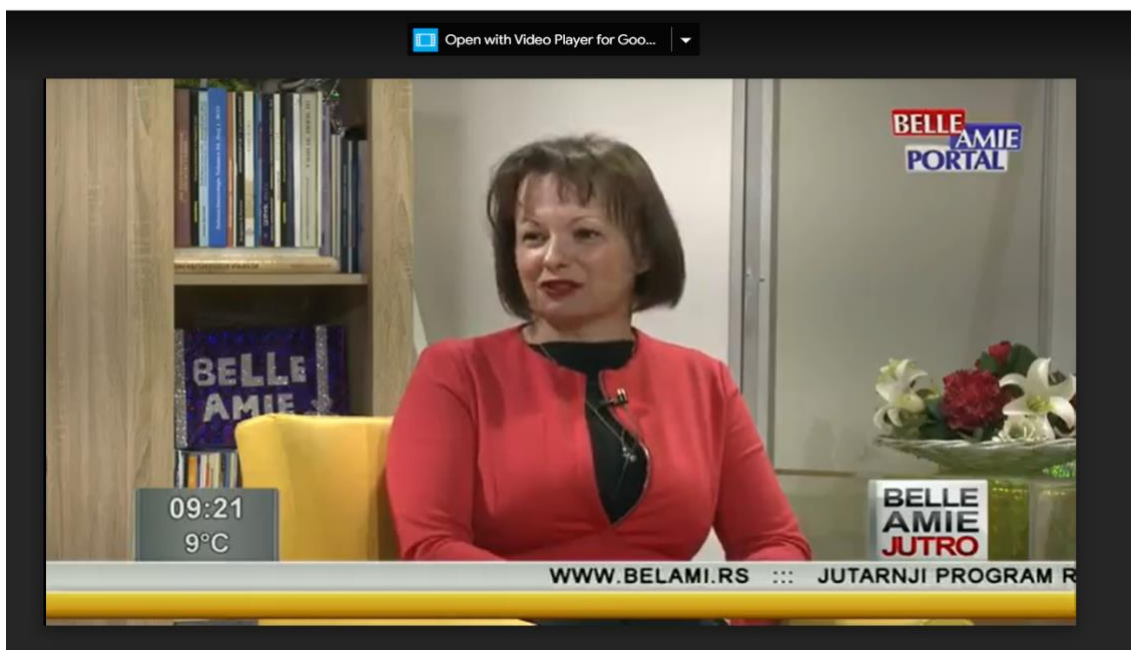 Open with Video Player for Goo...
BELLE
AMIE
PORTAL
BELLE
AMIE
09:21
9°C
BELLE
AMIE
JUTRO
WWW.BELAMI.RS ::: JUTARNJI PROGRAM R